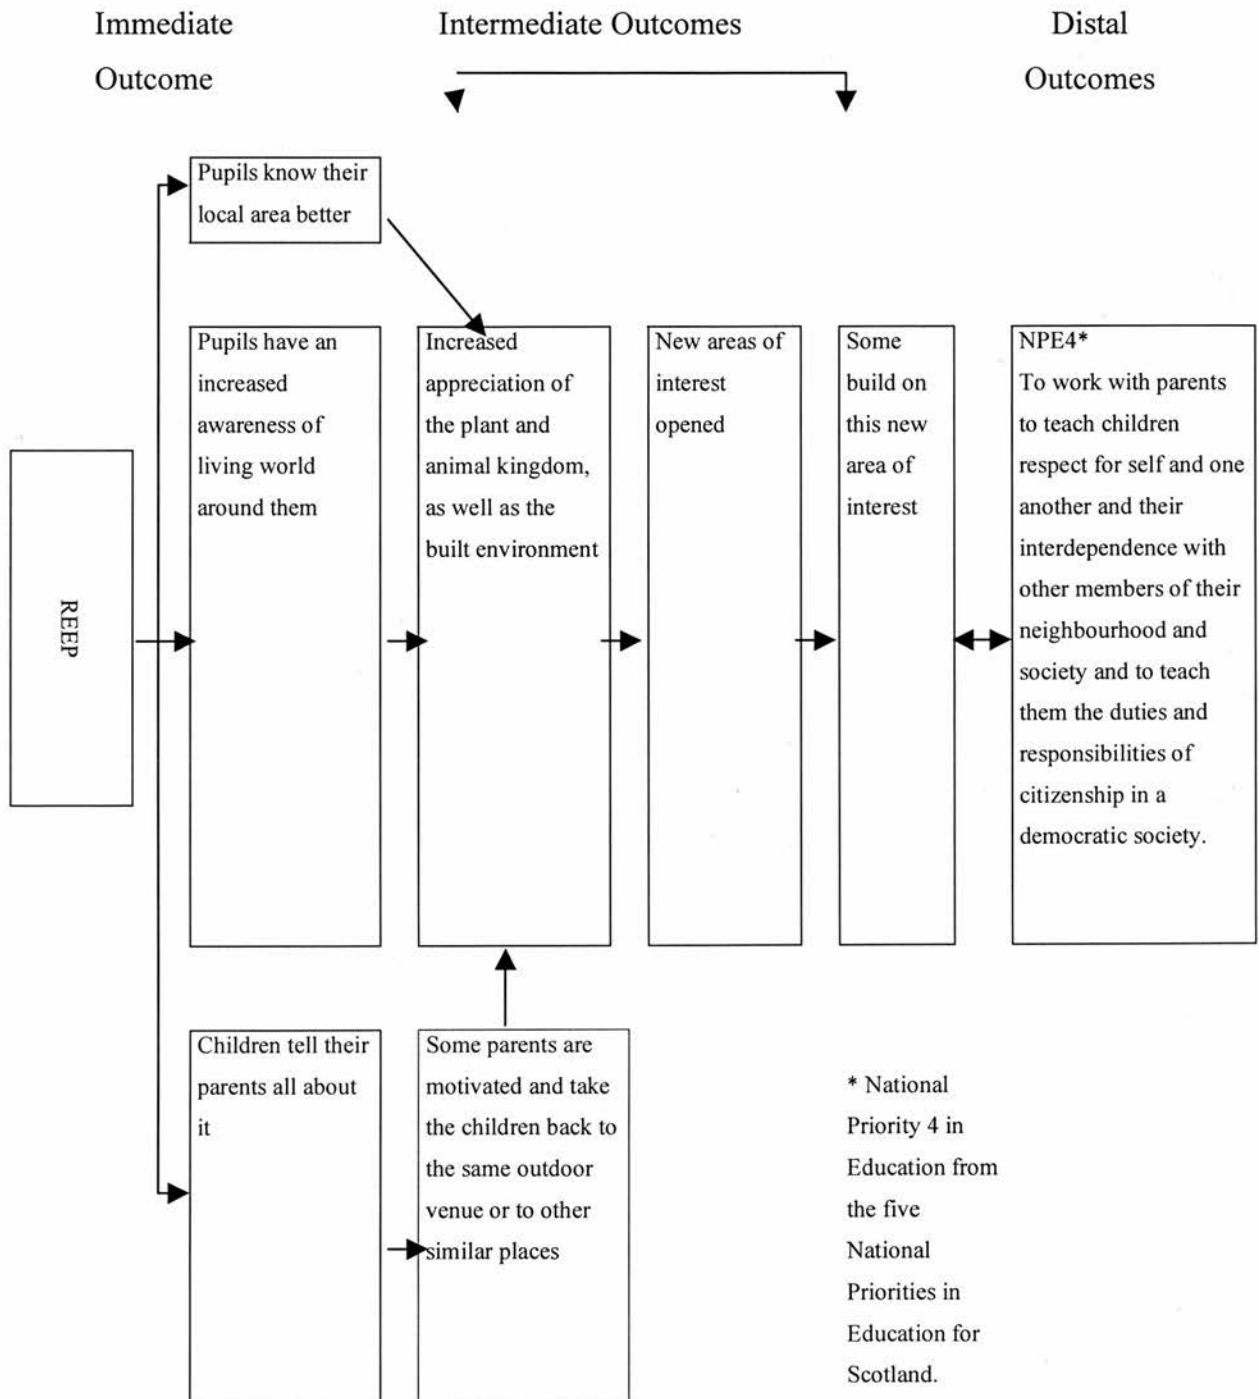 Immediate
Outcome
Intermediate Outcomes
Distal
Outcomes
Pupils know their
local area better
REEP
Pupils have an
increased
awareness of
living world
around them
Increased
appreciation of
the plant and
animal kingdom,
as well as the
built environment
New areas of
interest
opened
Some
build on
this new
area of
interest
NPE4*
To work with parents
to teach children
respect for self and one
another and their
interdependence with
other members of their
neighbourhood and
society and to teach
them the duties and
responsibilities of
citizenship in a
democratic society.
Children tell their
parents all about
it
Some parents are
motivated and take
the children back to
the same outdoor
venue or to other
similar places
* National
Priority 4 in
Education from
the five
National
Priorities in
Education for
Scotland.